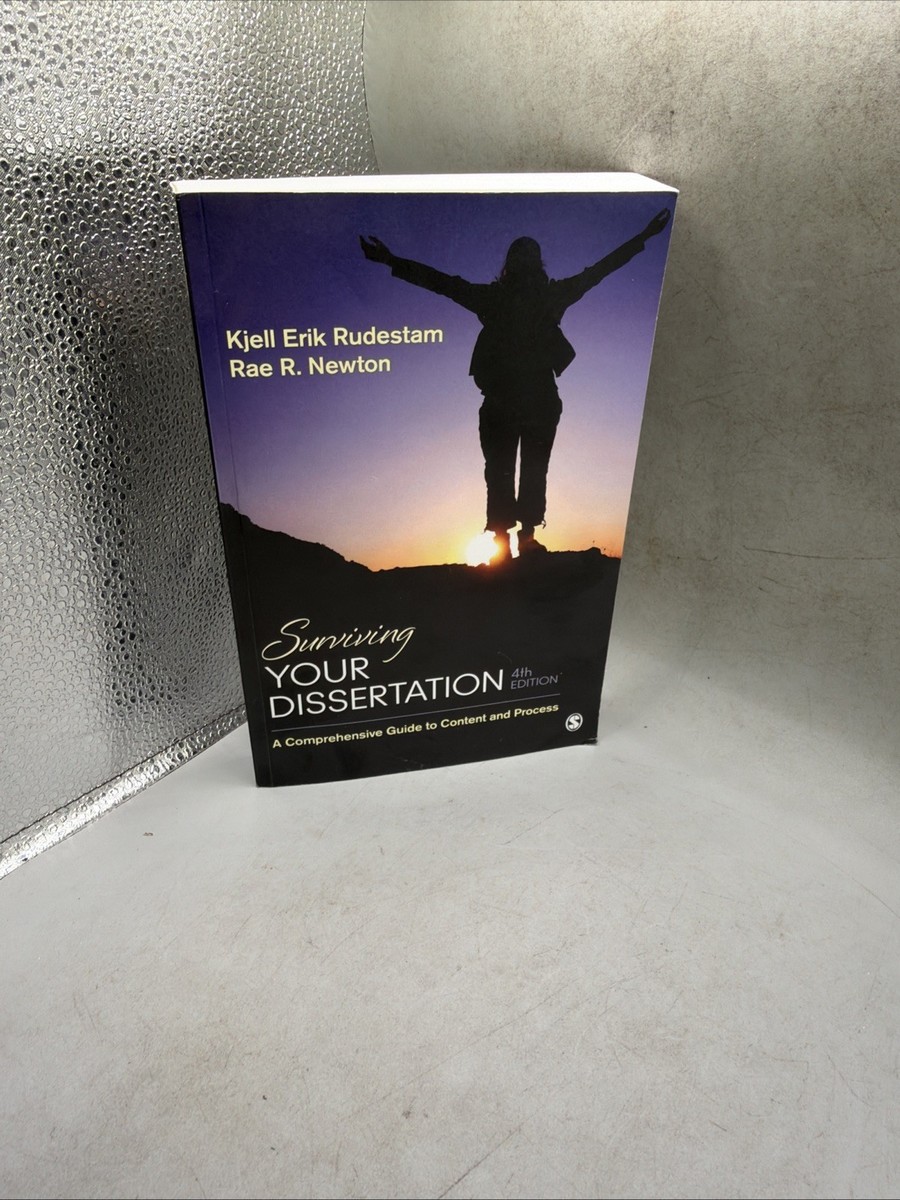 Kjell Erik Rudestam
Rae R. Newton
Surviving
YOUR
DISSERTATION
4th
EDITION
A Comprehensive Guide to Content and Process
S